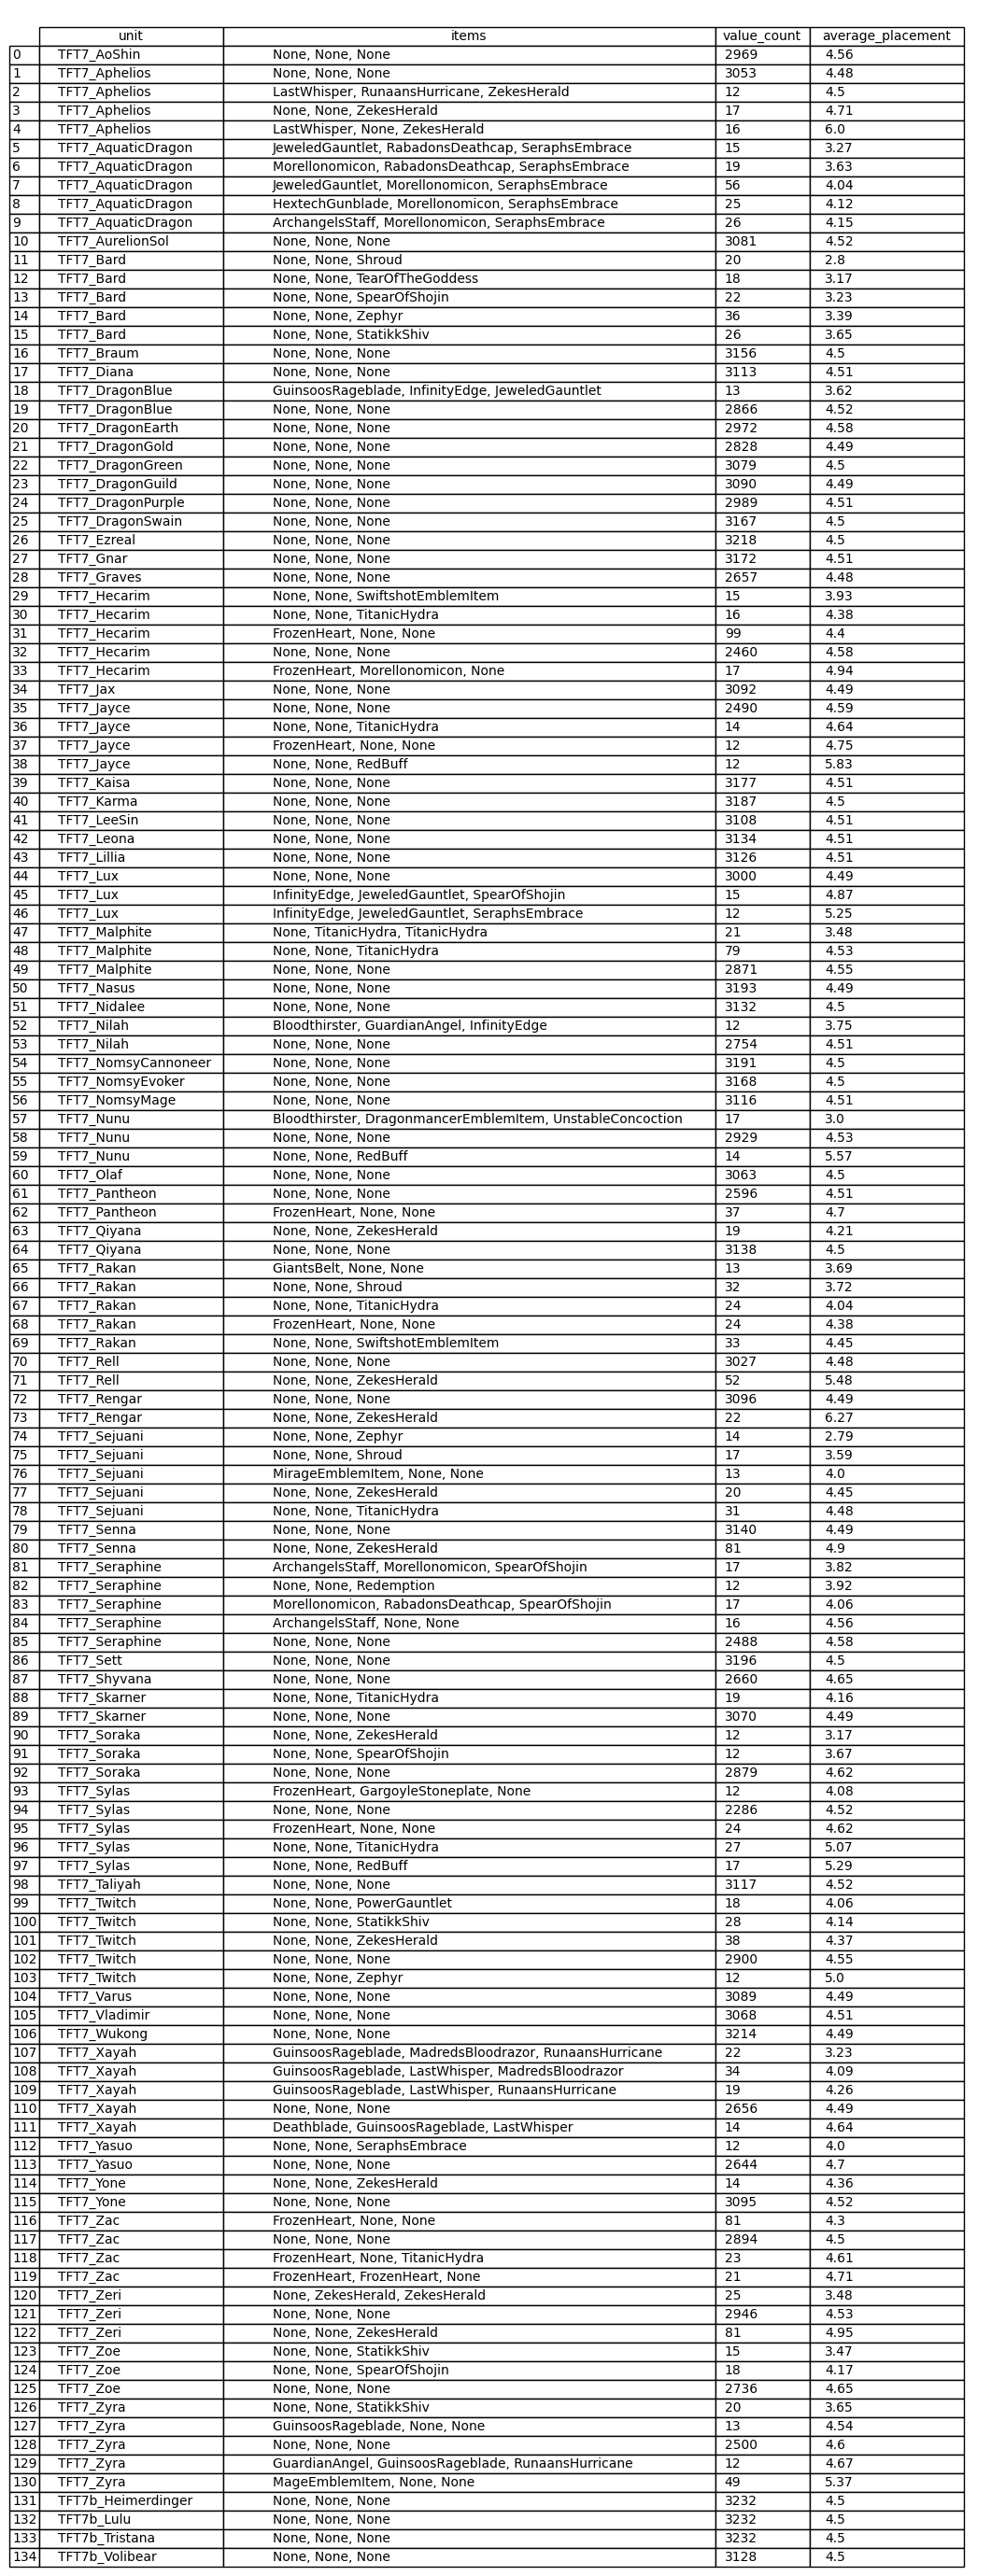 unit items value_count average_placement
0 TFT7_AoShin None, None, None 2969 4.56
1 TFT7_Aphelios None, None, None 3053 4.48
2 TFT7_Aphelios LastWhisper, RunaansHurricane, ZekesHerald 12 4.5
3 TFT7_Aphelios None, None, ZekesHerald 17 4.71
4 TFT7_Aphelios LastWhisper, None, ZekesHerald 16 6.0
5 TFT7_AquaticDragon JeweledGauntlet, RabadonsDeathcap, SeraphsEmbrace 15 3.27
6 TFT7_AquaticDragon Morellonomicon, RabadonsDeathcap, SeraphsEmbrace 19 3.63
7 TFT7_AquaticDragon JeweledGauntlet, Morellonomicon, SeraphsEmbrace 56 4.04
8 TFT7_AquaticDragon HextechGunblade, Morellonomicon, SeraphsEmbrace 25 4.12
9 TFT7_AquaticDragon ArchangelsStaff, Morellonomicon, SeraphsEmbrace 26 4.15
10 TFT7_AurelionSol None, None, None 3081 4.52
11 TFT7_Bard None, None, Shroud 20 2.8
12 TFT7_Bard None, None, TearOfTheGoddess 18 3.17
13 TFT7_Bard None, None, SpearOfShojin 22 3.23
14 TFT7_Bard None, None, Zephyr 36 3.39
15 TFT7_Bard None, None, StatikkShiv 26 3.65
16 TFT7_Braum None, None, None 3156 4.5
17 TFT7_Diana None, None, None 3113 4.51
18 TFT7_DragonBlue GuinsoosRageblade, InfinityEdge, JeweledGauntlet 13 3.62
19 TFT7_DragonBlue None, None, None 2866 4.52
20 TFT7_DragonEarth None, None, None 2972 4.58
21 TFT7_DragonGold None, None, None 2828 4.49
22 TFT7_DragonGreen None, None, None 3079 4.5
23 TFT7_DragonGuild None, None, None 3090 4.49
24 TFT7_DragonPurple None, None, None 2989 4.51
25 TFT7_DragonSwain None, None, None 3167 4.5
26 TFT7_Ezreal None, None, None 3218 4.5
27 TFT7_Gnar None, None, None 3172 4.51
28 TFT7_Graves None, None, None 2657 4.48
29 TFT7_Hecarim None, None, SwiftshotEmblemItem 15 3.93
30 TFT7_Hecarim None, None, TitanicHydra 16 4.38
31 TFT7_Hecarim FrozenHeart, None, None 99 4.4
32 TFT7_Hecarim None, None, None 2460 4.58
33 TFT7_Hecarim FrozenHeart, Morellonomicon, None 17 4.94
34 TFT7_Jax None, None, None 3092 4.49
35 TFT7_Jayce None, None, None 2490 4.59
36 TFT7_Jayce None, None, TitanicHydra 14 4.64
37 TFT7_Jayce FrozenHeart, None, None 12 4.75
38 TFT7_Jayce None, None, RedBuff 12 5.83
39 TFT7_Kaisa None, None, None 3177 4.51
40 TFT7_Karma None, None, None 3187 4.5
41 TFT7_LeeSin None, None, None 3108 4.51
42 TFT7_Leona None, None, None 3134 4.51
43 TFT7_Lillia None, None, None 3126 4.51
44 TFT7_Lux None, None, None 3000 4.49
45 TFT7_Lux InfinityEdge, JeweledGauntlet, SpearOfShojin 15 4.87
46 TFT7_Lux InfinityEdge, JeweledGauntlet, SeraphsEmbrace 12 5.25
47 TFT7_Malphite None, TitanicHydra, TitanicHydra 21 3.48
48 TFT7_Malphite None, None, TitanicHydra 79 4.53
49 TFT7_Malphite None, None, None 2871 4.55
50 TFT7_Nasus None, None, None 3193 4.49
51 TFT7_Nidalee None, None, None 3132 4.5
52 TFT7_Nilah Bloodthirster, GuardianAngel, InfinityEdge 12 3.75
53 TFT7_Nilah None, None, None 2754 4.51
54 TFT7_NomsyCannoneer None, None, None 3191 4.5
55 TFT7_NomsyEvoker None, None, None 3168 4.5
56 TFT7_NomsyMage None, None, None 3116 4.51
57 TFT7_Nunu Bloodthirster, DragonmancerEmblemItem, UnstableConcoction 17 3.0
58 TFT7_Nunu None, None, None 2929 4.53
59 TFT7_Nunu None, None, RedBuff 14 5.57
60 TFT7_Olaf None, None, None 3063 4.5
61 TFT7_Pantheon None, None, None 2596 4.51
62 TFT7_Pantheon FrozenHeart, None, None 37 4.7
63 TFT7_Qiyana None, None, ZekesHerald 19 4.21
64 TFT7_Qiyana None, None, None 3138 4.5
65 TFT7_Rakan GiantsBelt, None, None 13 3.69
66 TFT7_Rakan None, None, Shroud 32 3.72
67 TFT7_Rakan None, None, TitanicHydra 24 4.04
68 TFT7_Rakan FrozenHeart, None, None 24 4.38
69 TFT7_Rakan None, None, SwiftshotEmblemItem 33 4.45
70 TFT7_Rell None, None, None 3027 4.48
71 TFT7_Rell None, None, ZekesHerald 52 5.48
72 TFT7_Rengar None, None, None 3096 4.49
73 TFT7_Rengar None, None, ZekesHerald 22 6.27
74 TFT7_Sejuani None, None, Zephyr 14 2.79
75 TFT7_Sejuani None, None, Shroud 17 3.59
76 TFT7_Sejuani MirageEmblemItem, None, None 13 4.0
77 TFT7_Sejuani None, None, ZekesHerald 20 4.45
78 TFT7_Sejuani None, None, TitanicHydra 31 4.48
79 TFT7_Senna None, None, None 3140 4.49
80 TFT7_Senna None, None, ZekesHerald 81 4.9
81 TFT7_Seraphine ArchangelsStaff, Morellonomicon, SpearOfShojin 17 3.82
82 TFT7_Seraphine None, None, Redemption 12 3.92
83 TFT7_Seraphine Morellonomicon, RabadonsDeathcap, SpearOfShojin 17 4.06
84 TFT7_Seraphine ArchangelsStaff, None, None 16 4.56
85 TFT7_Seraphine None, None, None 2488 4.58
86 TFT7_Sett None, None, None 3196 4.5
87 TFT7_Shyvana None, None, None 2660 4.65
88 TFT7_Skarner None, None, TitanicHydra 19 4.16
89 TFT7_Skarner None, None, None 3070 4.49
90 TFT7_Soraka None, None, ZekesHerald 12 3.17
91 TFT7_Soraka None, None, SpearOfShojin 12 3.67
92 TFT7_Soraka None, None, None 2879 4.62
93 TFT7_Sylas FrozenHeart, GargoyleStoneplate, None 12 4.08
94 TFT7_Sylas None, None, None 2286 4.52
95 TFT7_Sylas FrozenHeart, None, None 24 4.62
96 TFT7_Sylas None, None, TitanicHydra 27 5.07
97 TFT7_Sylas None, None, RedBuff 17 5.29
98 TFT7_Taliyah None, None, None 3117 4.52
99 TFT7_Twitch None, None, PowerGauntlet 18 4.06
100 TFT7_Twitch None, None, StatikkShiv 28 4.14
101 TFT7_Twitch None, None, ZekesHerald 38 4.37
102 TFT7_Twitch None, None, None 2900 4.55
103 TFT7_Twitch None, None, Zephyr 12 5.0
104 TFT7_Varus None, None, None 3089 4.49
105 TFT7_Vladimir None, None, None 3068 4.51
106 TFT7_Wukong None, None, None 3214 4.49
107 TFT7_Xayah GuinsoosRageblade, MadredsBloodrazor, RunaansHurricane 22 3.23
108 TFT7_Xayah GuinsoosRageblade, LastWhisper, MadredsBloodrazor 34 4.09
109 TFT7_Xayah GuinsoosRageblade, LastWhisper, RunaansHurricane 19 4.26
110 TFT7_Xayah None, None, None 2656 4.49
111 TFT7_Xayah Deathblade, GuinsoosRageblade, LastWhisper 14 4.64
112 TFT7_Yasuo None, None, SeraphsEmbrace 12 4.0
113 TFT7_Yasuo None, None, None 2644 4.7
114 TFT7_Yone None, None, ZekesHerald 14 4.36
115 TFT7_Yone None, None, None 3095 4.52
116 TFT7_Zac FrozenHeart, None, None 81 4.3
117 TFT7_Zac None, None, None 2894 4.5
118 TFT7_Zac FrozenHeart, None, TitanicHydra 23 4.61
119 TFT7_Zac FrozenHeart, FrozenHeart, None 21 4.71
120 TFT7_Zeri None, ZekesHerald, ZekesHerald 25 3.48
121 TFT7_Zeri None, None, None 2946 4.53
122 TFT7_Zeri None, None, ZekesHerald 81 4.95
123 TFT7_Zoe None, None, StatikkShiv 15 3.47
124 TFT7_Zoe None, None, SpearOfShojin 18 4.17
125 TFT7_Zoe None, None, None 2736 4.65
126 TFT7_Zyra None, None, StatikkShiv 20 3.65
127 TFT7_Zyra GuinsoosRageblade, None, None 13 4.54
128 TFT7_Zyra None, None, None 2500 4.6
129 TFT7_Zyra GuardianAngel, GuinsoosRageblade, RunaansHurricane 12 4.67
130 TFT7_Zyra MageEmblemItem, None, None 49 5.37
131 TFT7b_Heimerdinger None, None, None 3232 4.5
132 TFT7b_Lulu None, None, None 3232 4.5
133 TFT7b_Tristana None, None, None 3232 4.5
134 TFT7b_Volibear None, None, None 3128 4.5